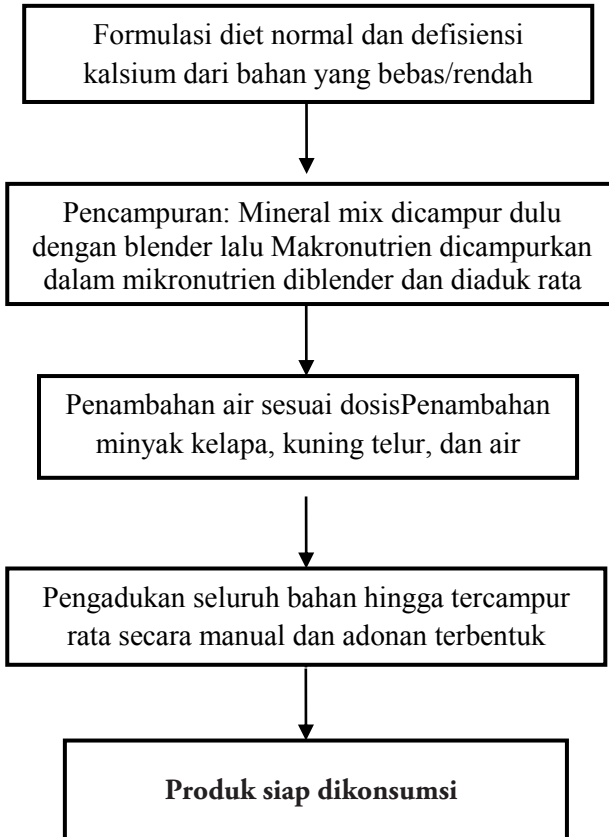 Formulasi diet normal dan defisiensi
kalsium dari bahan yang bebas/rendah
Pencampuran: Mineral mix dicampur dulu
dengan blender lalu Makronutrien dicampurkan
dalam mikronutrien diblender dan diaduk rata
Penambahan air sesuai dosisPenambahan
minyak kelapa, kuning telur, dan air
Pengadukan seluruh bahan hingga tercampur
rata secara manual dan adonan terbentuk
Produk siap dikonsumsi